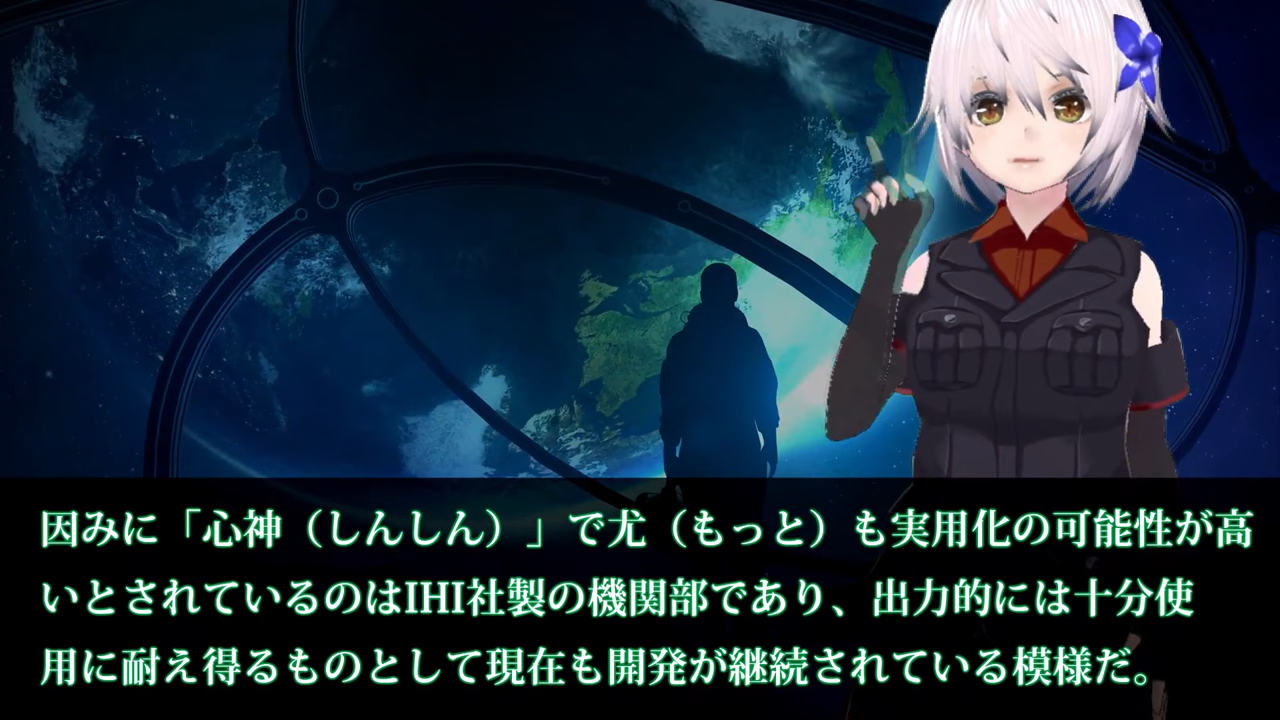 因みに「心神（しんしん）」で尤（もっと）も実用化の可能性が高
いとされているのはIHI社製の機関部であり、出力的には十分使
用に耐え得るものとして現在も開発が継続されている模様だ。